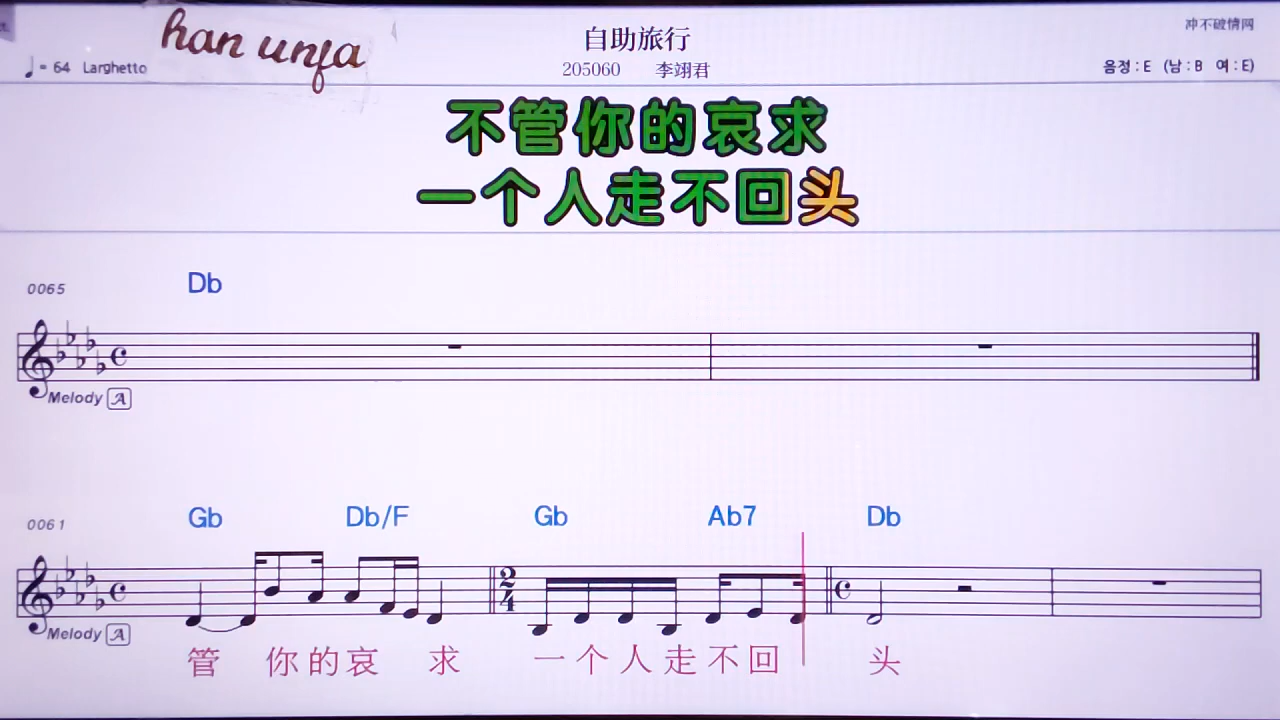 han unfa
自助旅行
冲不破情网
♩= 64 Larghetto
205060 李翊君
음정 : E (남 : B 여 : E)
不管你的哀求
一个人走不回头
0065
Db
Melody A
0061
Gb Db/F Gb Ab7 Db
2
4
Melody A
管 你的哀 求 一个人走不回 头